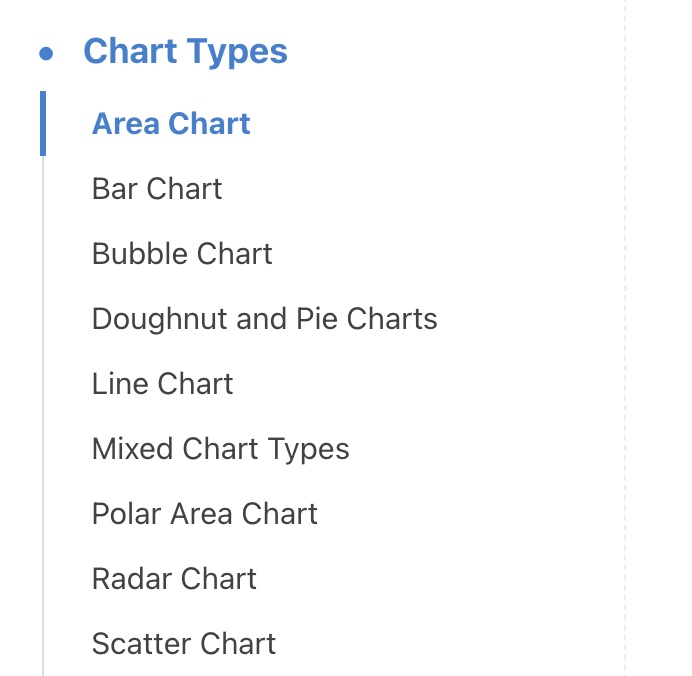 Chart Types
Area Chart
Bar Chart
Bubble Chart
Doughnut and Pie Charts
Line Chart
Mixed Chart Types
Polar Area Chart
Radar Chart
Scatter Chart